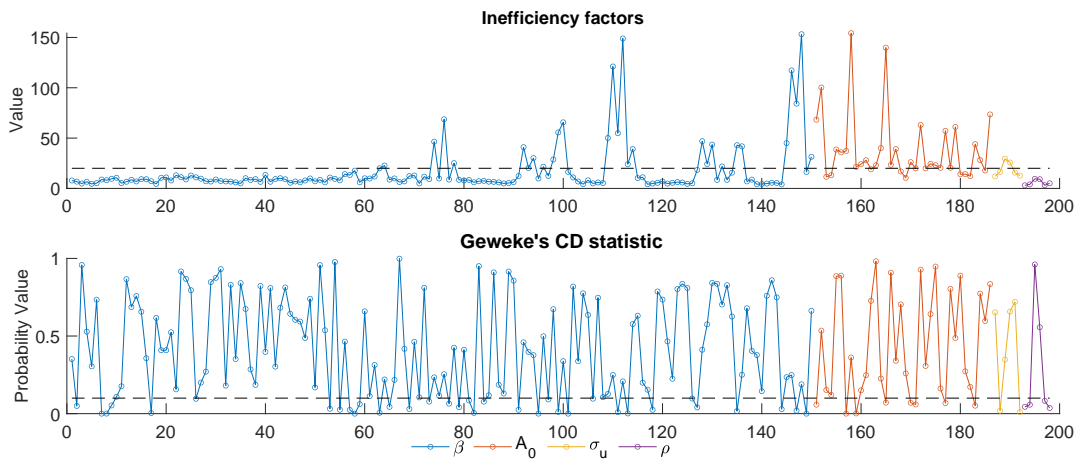 Inefficiency factors
Value
150
100
50
0
0 20 40 60 80 100 120 140 160 180 200
Geweke's CD statistic
Probability Value
1
0.5
0
0 20 40 60 80 100 120 140 160 180 200
β A₀ σᵤ ρ